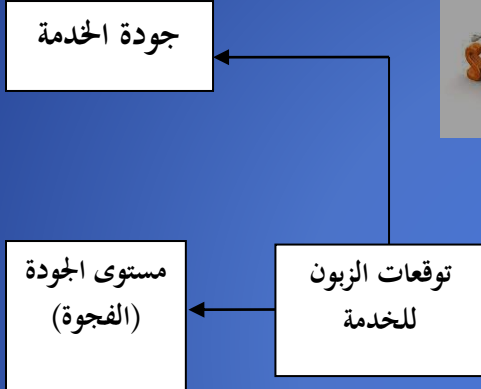 جودة الخدمة
توقعات الزبون
للخدمة
مستوى الجودة
(الفجوة)